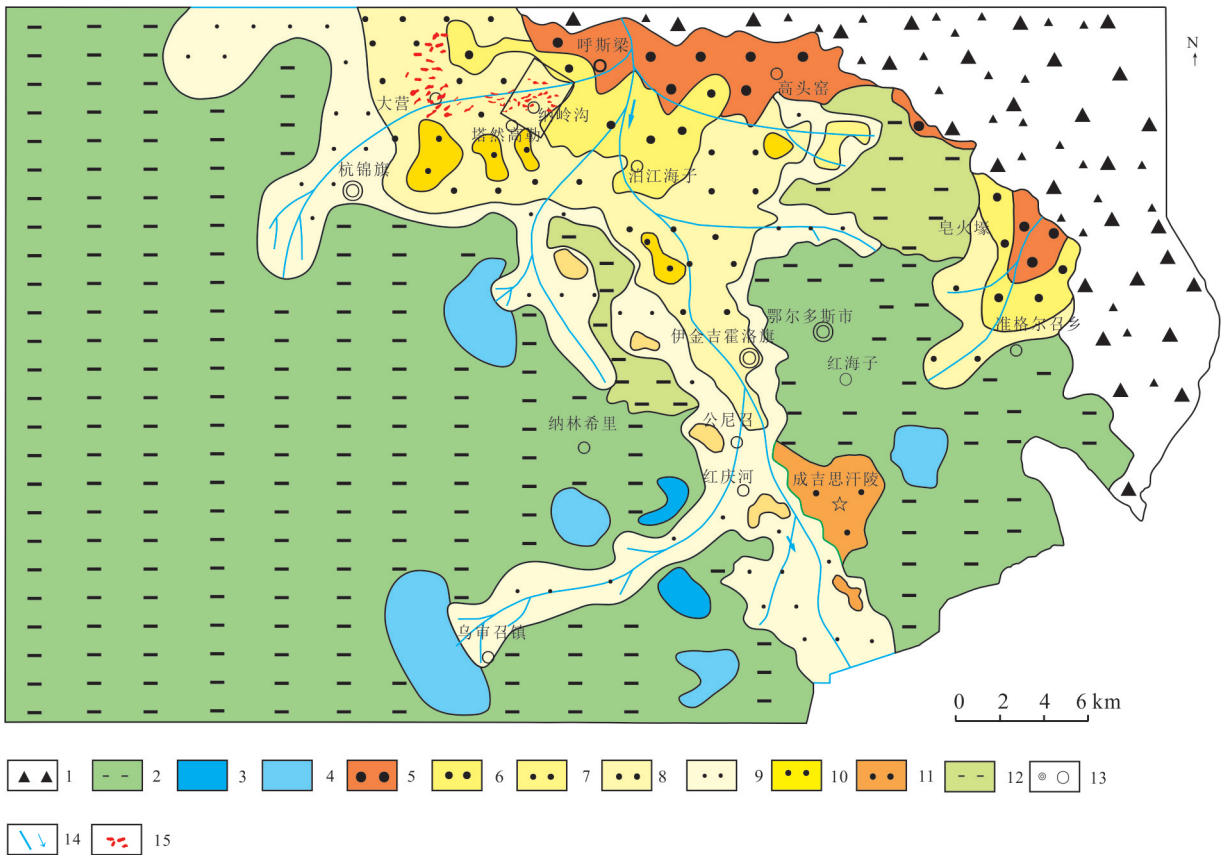 N
呼斯梁
高头窑
大营
纳岭沟
塔然高勒
泊江海子
杭锦旗
皂火壕
鄂尔多斯市
准格尔召乡
伊金吉霍洛旗
红海子
纳林希里
公尼召
红庆河
成吉思汗陵
乌审召镇
0 2 4 6 km
1 2 3 4 5 6 7 8 9 10 11 12 13
14 15